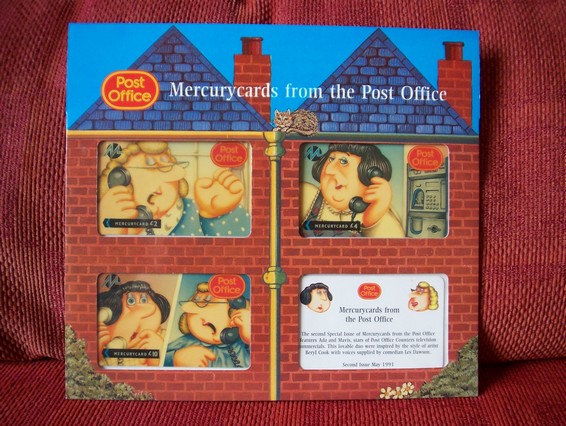 Post
Office
Mercurycards from the Post Office
Post
Office
MERCURYCARD £2
Post
Office
MERCURYCARD £4
Post
Office
MERCURYCARD £10
Post
Office
Mercurycards from
the Post Office
The second Special Issue of Mercurycards from the Post Office
features Ada and Mavis, stars of Post Office Counters television
commercials. This lovable duo were inspired by the style of artist
Beryl Cook with voices supplied by comedian Les Dawson.
Second Issue May 1991